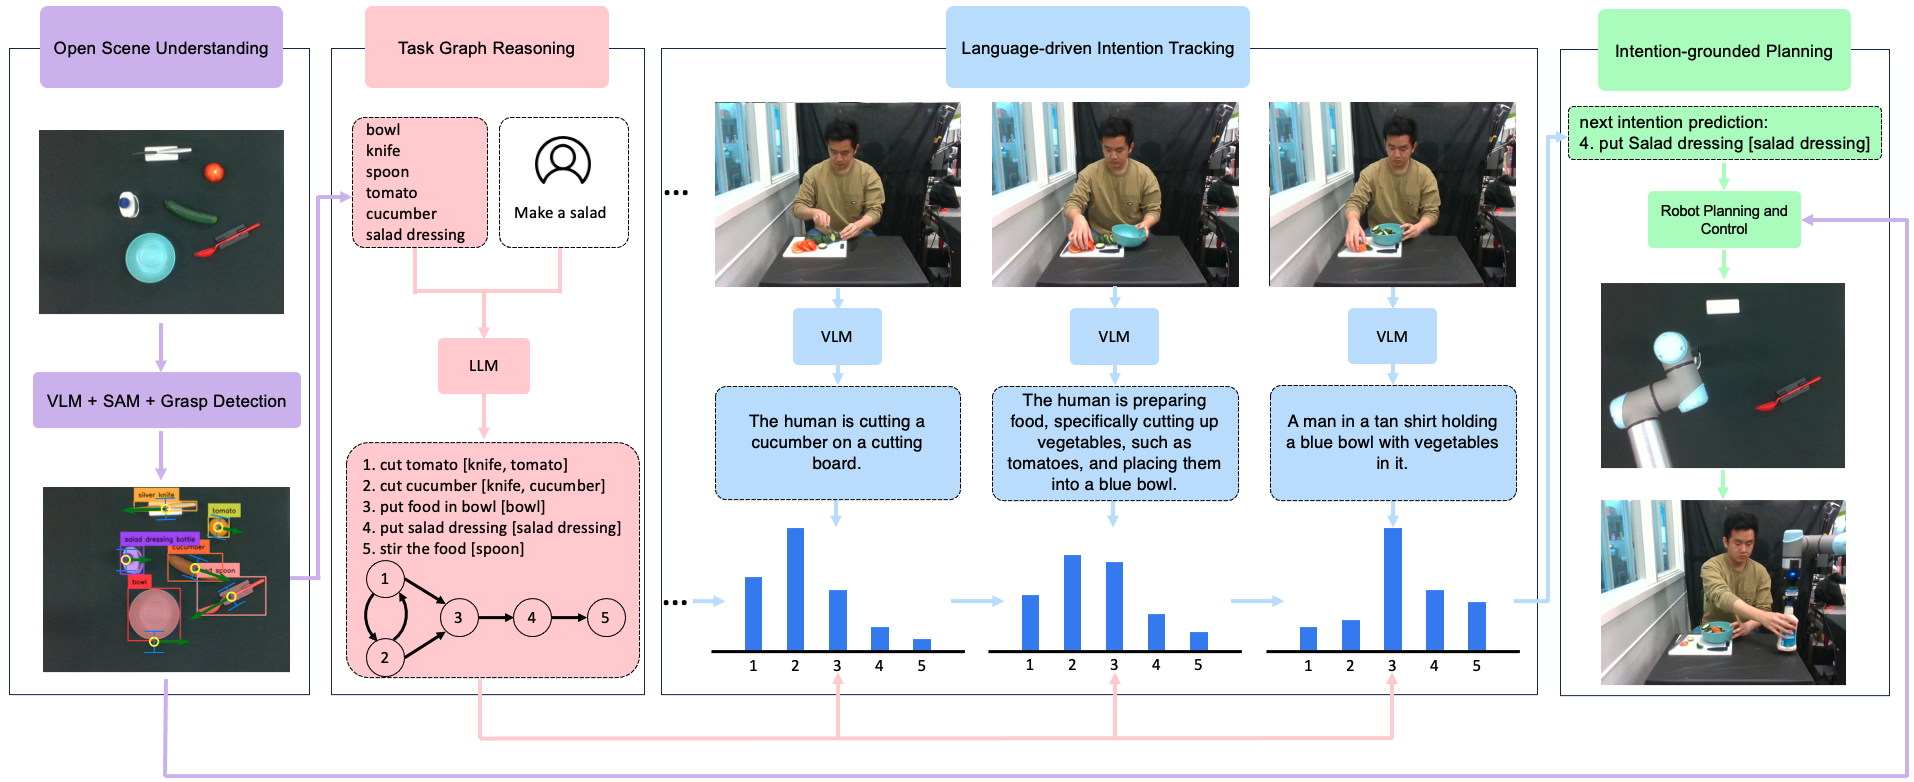 Open Scene Understanding
VLM + SAM + Grasp Detection
silver knife
tomato
salad dressing bottle
cucumber
spoon
bowl
Task Graph Reasoning
bowl
knife
spoon
tomato
cucumber
salad dressing
Make a salad
LLM
1. cut tomato [knife, tomato]
2. cut cucumber [knife, cucumber]
3. put food in bowl [bowl]
4. put salad dressing [salad dressing]
5. stir the food [spoon]
1
2
3
4
5
Language-driven Intention Tracking
...
VLM
VLM
VLM
The human is cutting a
cucumber on a cutting
board.
The human is preparing
food, specifically cutting up
vegetables, such as
tomatoes, and placing them
into a blue bowl.
A man in a tan shirt holding
a blue bowl with vegetables
in it.
...
1 2 3 4 5
1 2 3 4 5
1 2 3 4 5
Intention-grounded Planning
next intention prediction:
4. put Salad dressing [salad dressing]
Robot Planning and
Control